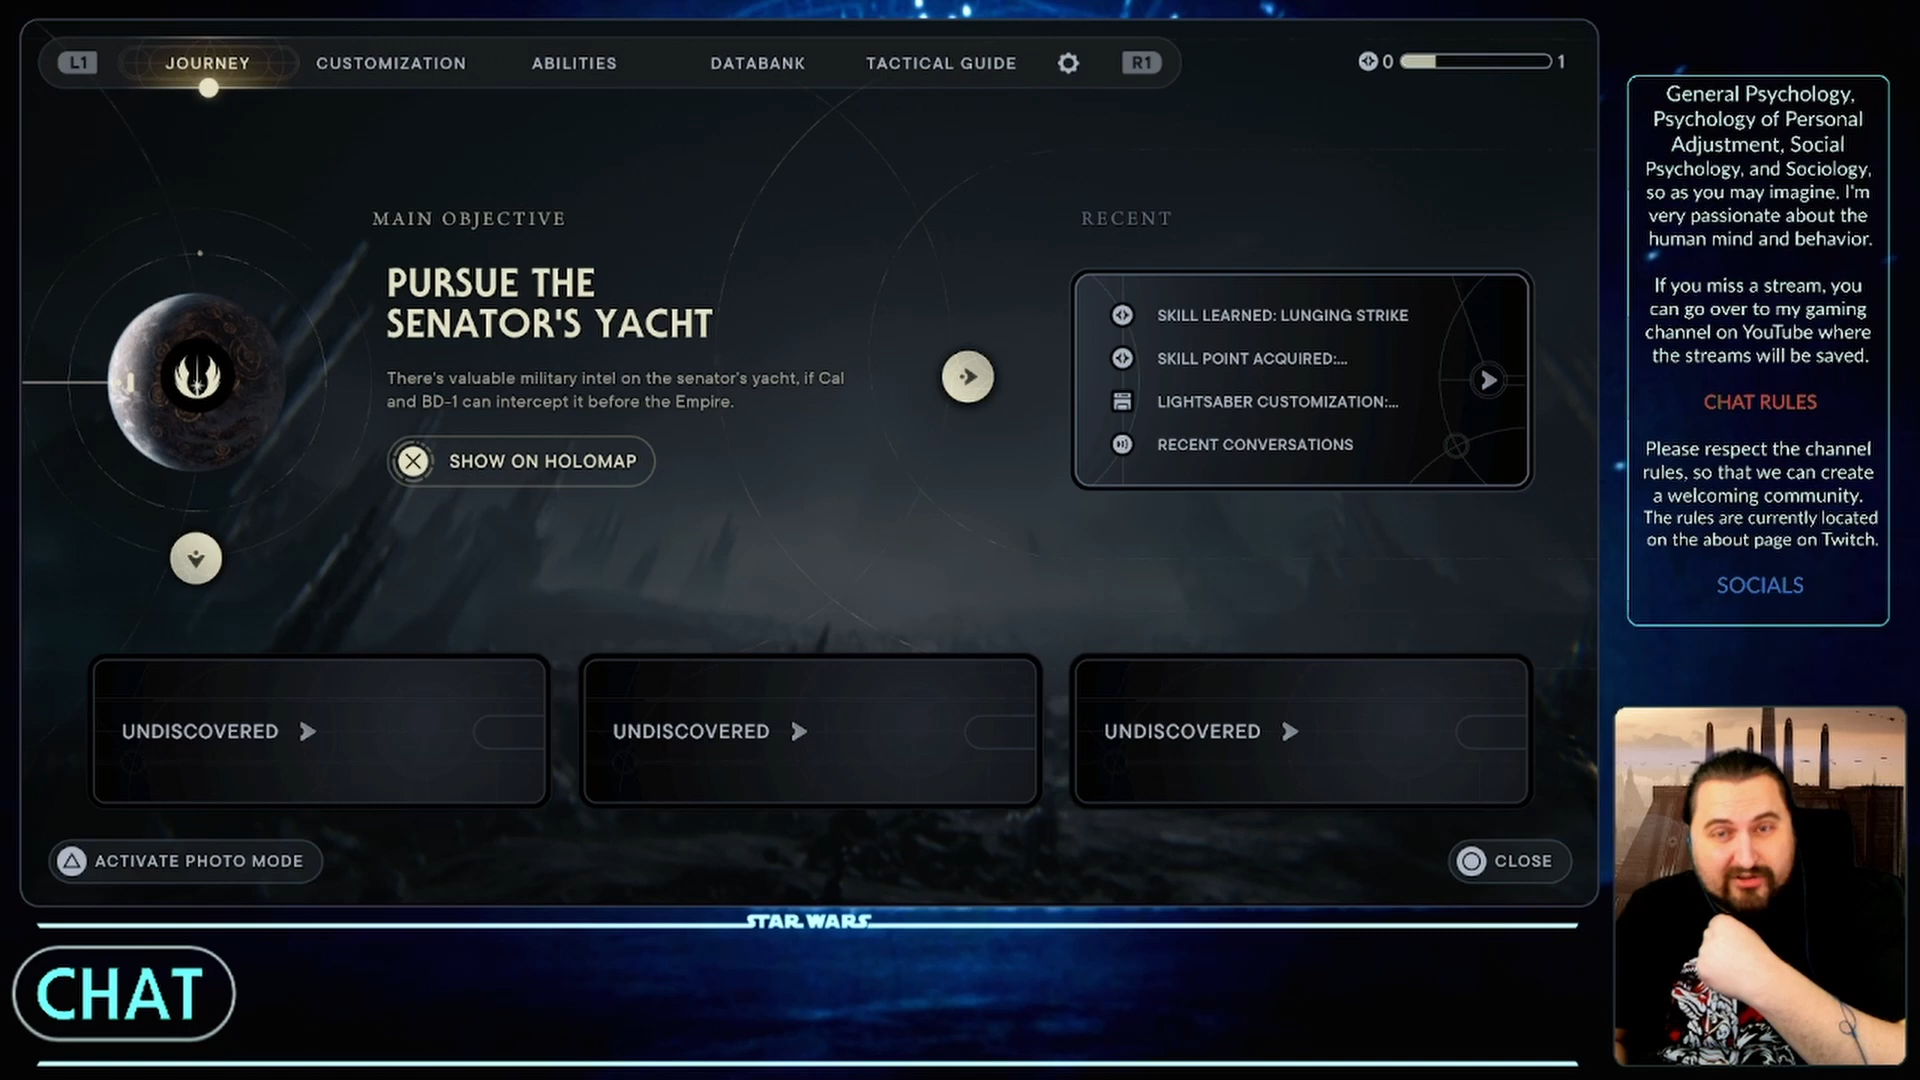 L1
JOURNEY
CUSTOMIZATION
ABILITIES
DATABANK
TACTICAL GUIDE
R1
0
1
MAIN OBJECTIVE
PURSUE THE
SENATOR'S YACHT
There's valuable military intel on the senator's yacht, if Cal
and BD-1 can intercept it before the Empire.
SHOW ON HOLOMAP
RECENT
SKILL LEARNED: LUNGING STRIKE
SKILL POINT ACQUIRED:...
LIGHTSABER CUSTOMIZATION:...
RECENT CONVERSATIONS
UNDISCOVERED
UNDISCOVERED
UNDISCOVERED
ACTIVATE PHOTO MODE
CLOSE
STAR WARS
CHAT
General Psychology,
Psychology of Personal
Adjustment, Social
Psychology, and Sociology,
so as you may imagine, I'm
very passionate about the
human mind and behavior.
If you miss a stream, you
can go over to my gaming
channel on YouTube where
the streams will be saved.
CHAT RULES
Please respect the channel
rules, so that we can create
a welcoming community.
The rules are currently located
on the about page on Twitch.
SOCIALS